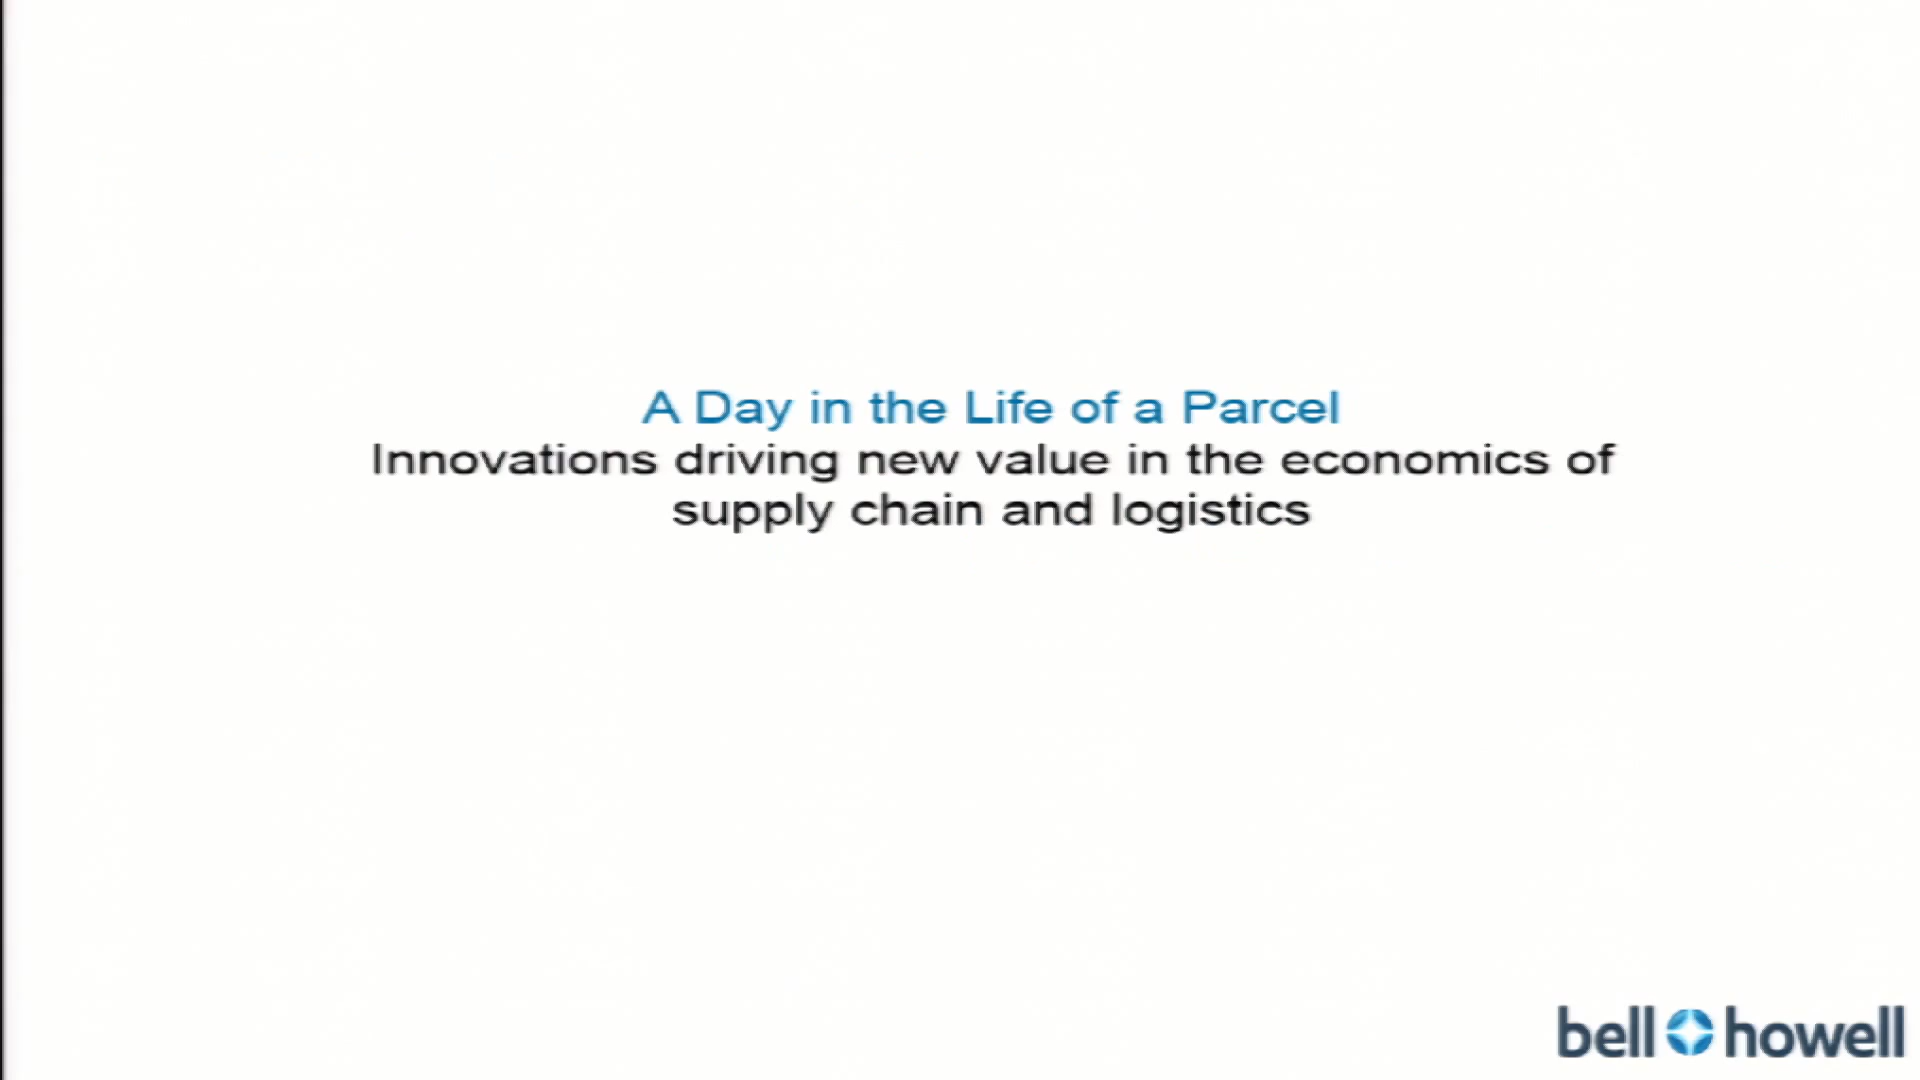 A Day in the Life of a Parcel
Innovations driving new value in the economics of
supply chain and logistics
bell howell